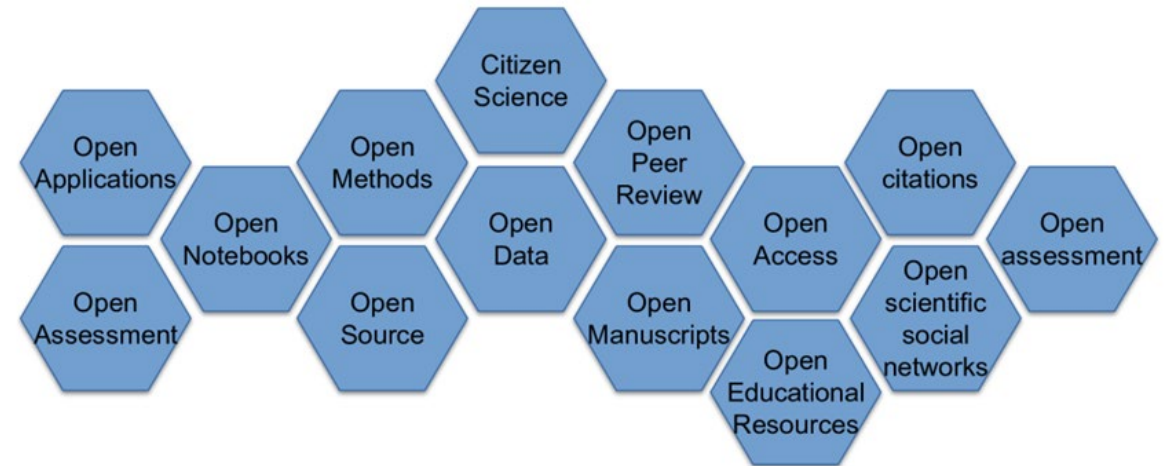 Citizen
Science
Open
Applications
Open
Methods
Open
Peer
Review
Open
citations
Open
Notebooks
Open
Data
Open
Access
Open
assessment
Open
Assessment
Open
Source
Open
Manuscripts
Open
scientific
social
networks
Open
Educational
Resources